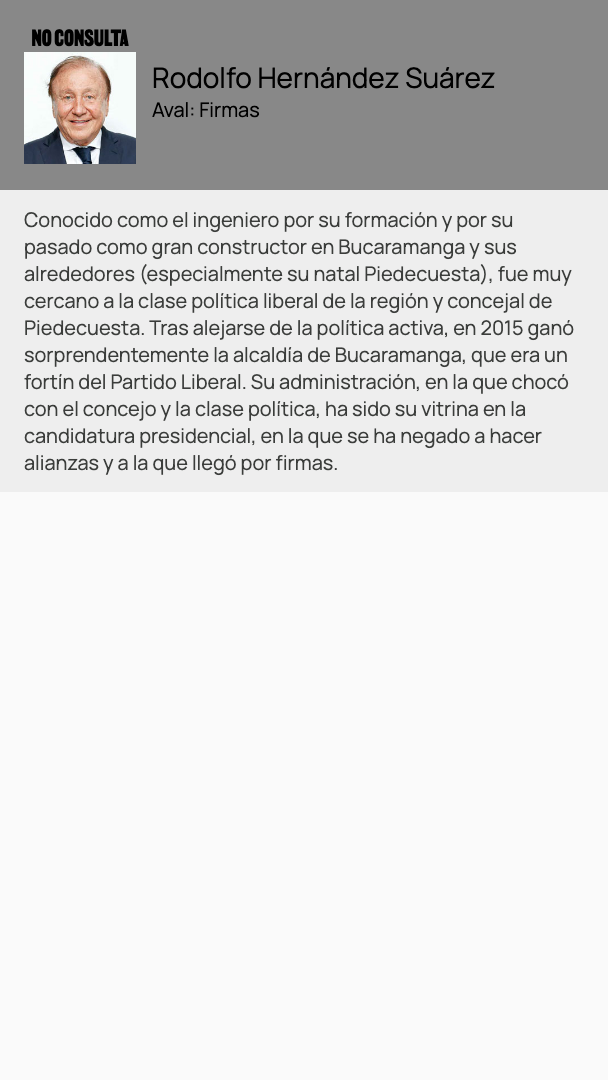 NO CONSULTA
Rodolfo Hernández Suárez
Aval: Firmas
Conocido como el ingeniero por su formación y por su
pasado como gran constructor en Bucaramanga y sus
alrededores (especialmente su natal Piedecuesta), fue muy
cercano a la clase política liberal de la región y concejal de
Piedecuesta. Tras alejarse de la política activa, en 2015 ganó
sorprendentemente la alcaldía de Bucaramanga, que era un
fortín del Partido Liberal. Su administración, en la que chocó
con el concejo y la clase política, ha sido su vitrina en la
candidatura presidencial, en la que se ha negado a hacer
alianzas y a la que llegó por firmas.